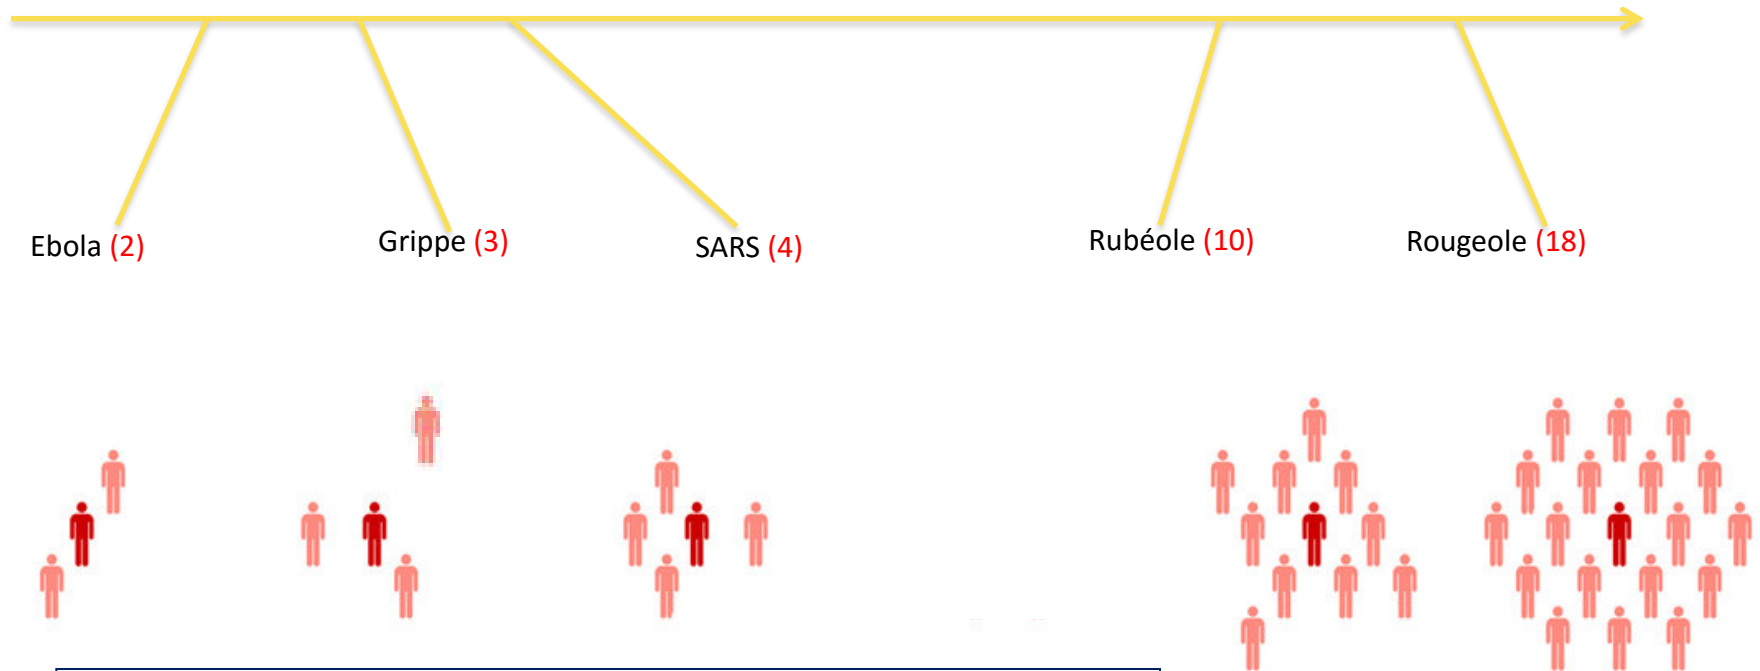 Ebola (2)
Grippe (3)
SARS (4)
Rubéole (10)
Rougeole (18)